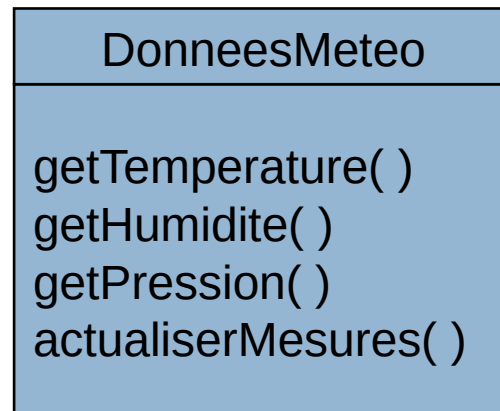 DonneesMeteo
getTemperature( )
getHumidite( )
getPression( )
actualiserMesures( )